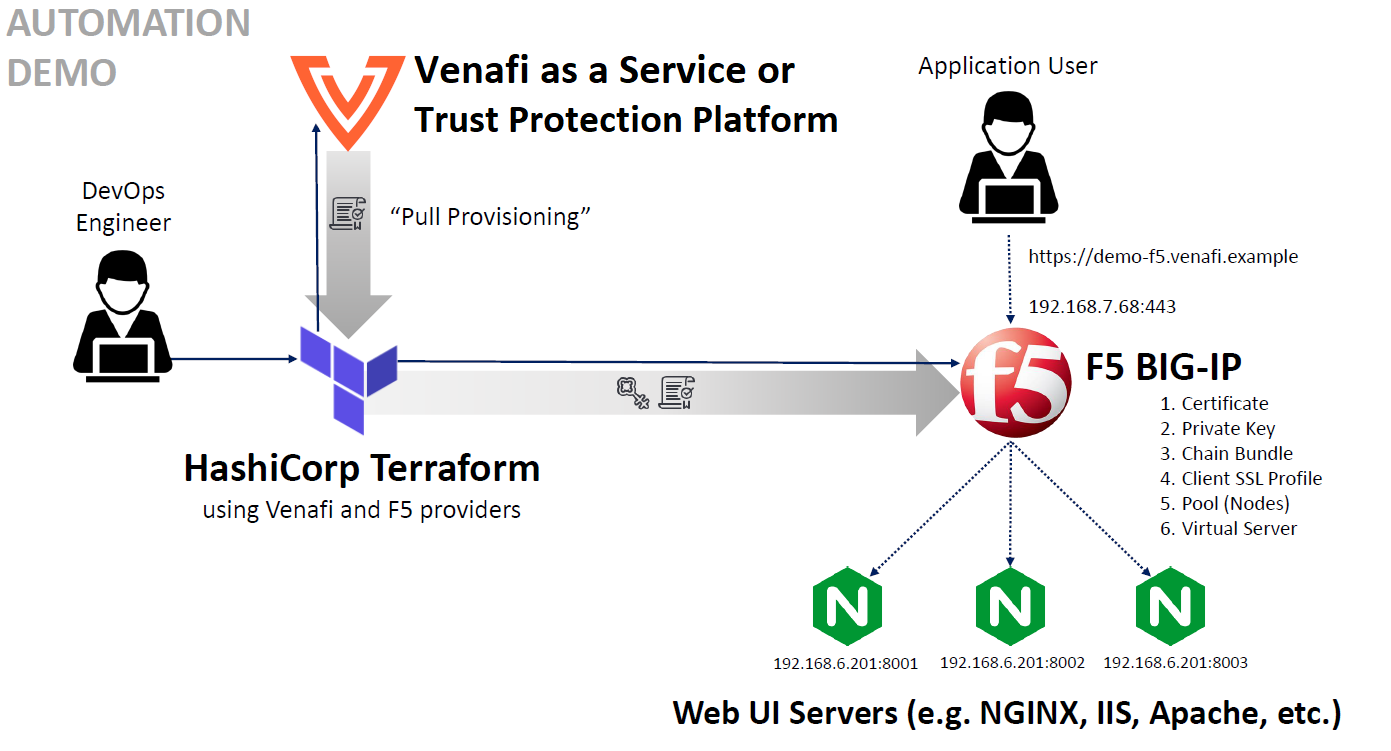 AUTOMATION
DEMO
Venafi as a Service or
Trust Protection Platform
Application User
DevOps
Engineer
“Pull Provisioning”
https://demo-f5.venafi.example
192.168.7.68:443
f5
F5 BIG-IP
1. Certificate
2. Private Key
3. Chain Bundle
4. Client SSL Profile
5. Pool (Nodes)
6. Virtual Server
HashiCorp Terraform
using Venafi and F5 providers
N
N
N
192.168.6.201:8001
192.168.6.201:8002
192.168.6.201:8003
Web UI Servers (e.g. NGINX, IIS, Apache, etc.)